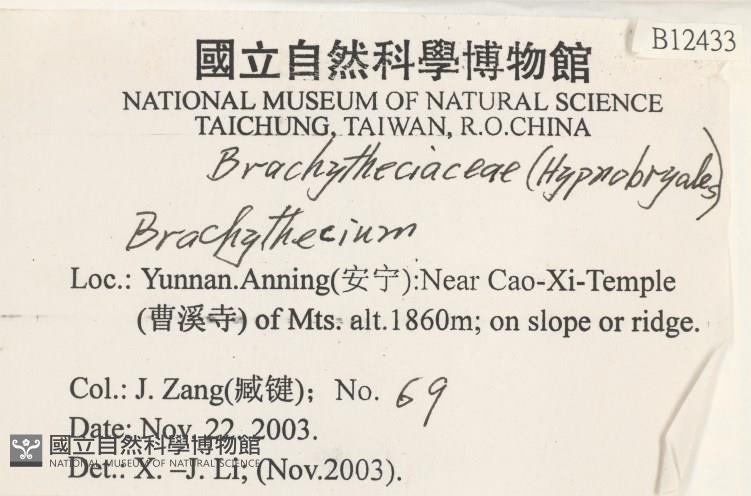 B12433
國立自然科學博物館
NATIONAL MUSEUM OF NATURAL SCIENCE
TAICHUNG, TAIWAN, R.O.CHINA
Brachytheciaceae (Hypnobryales)
Brachythecium
Loc.: Yunnan.Anning(安宁):Near Cao-Xi-Temple
(曹溪寺) of Mts. alt.1860m; on slope or ridge.
Col.: J. Zang(臧键); No. 69
Date: Nov. 22, 2003.
國立自然科學博物館
NATIONAL MUSEUM OF NATURAL SCIENCE
Det.: X. –J. Li, (Nov.2003).